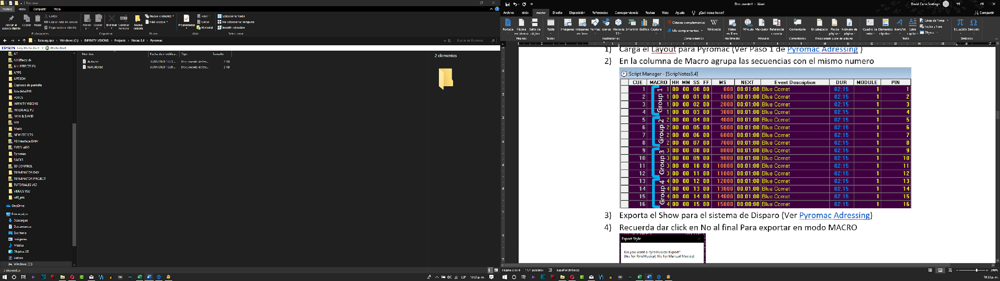 Pyromac
Archivo Inicio Compartir Vista
Anclar al acceso rápido
Copiar
Pegar
Cortar
Copiar ruta de acceso
Pegar acceso directo
Portapapeles
Mover a
Copiar a
Eliminar
Cambiar nombre
Organizar
Nueva carpeta
Nuevo elemento
Fácil acceso
Nuevo
Propiedades
Abrir
Editar
Historial
Abrir
Seleccionar todo
No seleccionar ninguno
Invertir selección
Seleccionar
Este equipo > Windows (C:) > INFINITY VISIONS > Projects > Notes 8.4 > Pyromac
Buscar en Pyromac
EPSON Easy Photo Print Photo Print
Nombre Fecha de modifica... Tipo Tamaño
Auto.txt 30/01/2020 10:03 ... Documento de tex... 2 KB
MACRO.txt 30/01/2020 10:30 ... Documento de tex... 2 KB
2 elementos
AD
All Effects .fx
ALL EFFECTS FX
APPS
ARTECH
Capturas de pantalla
Estadida2018
FOTOS
INFINITY VISIONS
INTERFACE PD
IVAN & DAVID
MD
Music
NEW EFFECTS
PD Interface DAM
PYROLADO
Pyromac
RACKS
SD CONTROL
TERMINATOR DAV
TERMINATOR PROJECT
TUTORIALES VSD
VIDEOS VSD
wifi_pro
OneDrive
Este equipo
Descargas
Documentos
Escritorio
Imágenes
Música
Objetos 3D
Videos
Windows (C:)
2 elementos
ESP 10:33 p. m.
Documento1 - Word
David Cano Santiago
Archivo Inicio Insertar Diseño Disposición Referencias Correspondencia Revisar Vista Ayuda ¿Qué desea hacer?
Compartir
Portada
Página en blanco
Salto de página
Páginas
Tabla
Tablas
Imágenes
Imágenes en línea
Formas
Iconos
Modelos 3D
SmartArt
Gráfico
Captura
Ilustraciones
Obtener complementos
Mis complementos
Wikipedia
Complementos
Vídeo en línea
Multimedia
Vínculo
Marcador
Referencia cruzada
Vínculos
Comentario
Comentarios
Encabezado
Pie de página
Número de página
Encabezado y pie de página
Cuadro de texto
Elementos rápidos
WordArt
Letra capital
Línea de firma
Fecha y hora
Objeto
Texto
Ecuación
Símbolo
Símbolos
1) Carga el Layout para Pyromac (Ver Paso 1 de Pyromac Adressing )
2) En la columna de Macro agrupa las secuencias con el mismo numero
Script Manager - [ScripNotes8.4]
CUE MACRO HH MM SS FF MS NEXT Event Description DUR MODULE PIN
1 1 00 00 00 00 000 00:01:00 Blue Comet 02:15 1 1
2 1 00 00 01 00 1000 00:01:00 Blue Comet 02:15 1 2
3 1 00 00 02 00 2000 00:01:00 Blue Comet 02:15 1 3
4 1 00 00 03 00 3000 00:01:00 Blue Comet 02:15 1 4
5 2 00 00 04 00 4000 00:01:00 Blue Comet 02:15 1 5
6 2 00 00 05 00 5000 00:01:00 Blue Comet 02:15 1 6
7 2 00 00 06 00 6000 00:01:00 Blue Comet 02:15 1 7
8 2 00 00 07 00 7000 00:01:00 Blue Comet 02:15 1 8
9 3 00 00 08 00 8000 00:01:00 Blue Comet 02:15 1 9
10 3 00 00 09 00 9000 00:01:00 Blue Comet 02:15 1 10
11 3 00 00 10 00 10000 00:01:00 Blue Comet 02:15 1 11
12 3 00 00 11 00 11000 00:01:00 Blue Comet 02:15 1 12
13 4 00 00 12 00 12000 00:01:00 Blue Comet 02:15 1 13
14 4 00 00 13 00 13000 00:01:00 Blue Comet 02:15 1 14
15 4 00 00 14 00 14000 00:01:00 Blue Comet 02:15 1 15
16 4 00 00 15 00 15000 00:00:00 Blue Comet 02:15 1 16
Group 1
Group 2
Group 3
Group 4
3) Exporta el Show para el sistema de Disparo (Ver Pyromac Adressing)
4) Recuerda dar click en No al final Para exportar en modo MACRO
Export Style
Do you want a PyroMusical Export?
(Yes for PyroMusical, No for Manual Macros)
Página 3 de 8 1171 palabras Español (México)
240%
10:33 p. m.